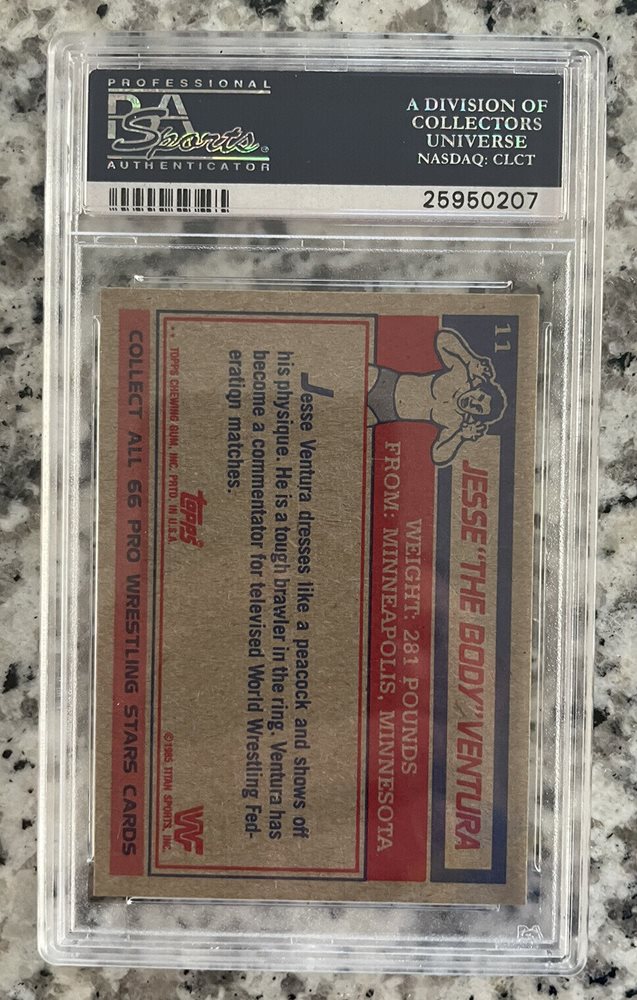 PROFESSIONAL
PSA
Sports
AUTHENTICATOR
A DIVISION OF
COLLECTORS
UNIVERSE
NASDAQ: CLCT
25950207
11
JESSE "THE BODY" VENTURA
WEIGHT: 281 POUNDS
FROM: MINNEAPOLIS, MINNESOTA
Jesse Ventura dresses like a peacock and shows off
his physique. He is a tough brawler in the ring. Ventura has
become a commentator for televised World Wrestling Fed-
eration matches.
topps®
W
** TOPPS CHEWING GUM, INC. PRTD. IN U.S.A.
©1985 TITAN SPORTS, INC.
COLLECT ALL 66 PRO WRESTLING STARS CARDS
PSA